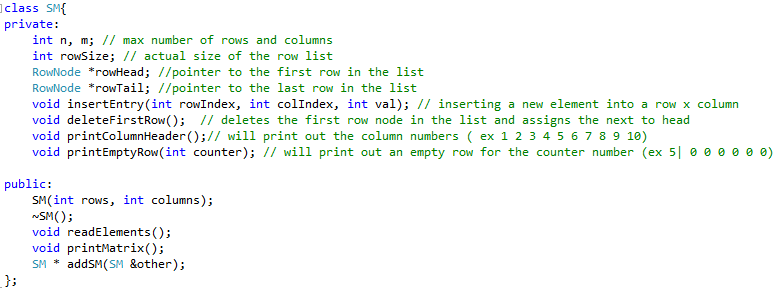 class SM{
private:
    int n, m; // max number of rows and columns
    int rowSize; // actual size of the row list
    RowNode *rowHead; //pointer to the first row in the list
    RowNode *rowTail; //pointer to the last row in the list
    void insertEntry(int rowIndex, int colIndex, int val); // inserting a new element into a row x column
    void deleteFirstRow();  // deletes the first row node in the list and assigns the next to head
    void printColumnHeader();// will print out the column numbers ( ex 1 2 3 4 5 6 7 8 9 10)
    void printEmptyRow(int counter); // will print out an empty row for the counter number (ex 5| 0 0 0 0 0 0)
public:
    SM(int rows, int columns);
    ~SM();
    void readElements();
    void printMatrix();
    SM * addSM(SM &other);
};